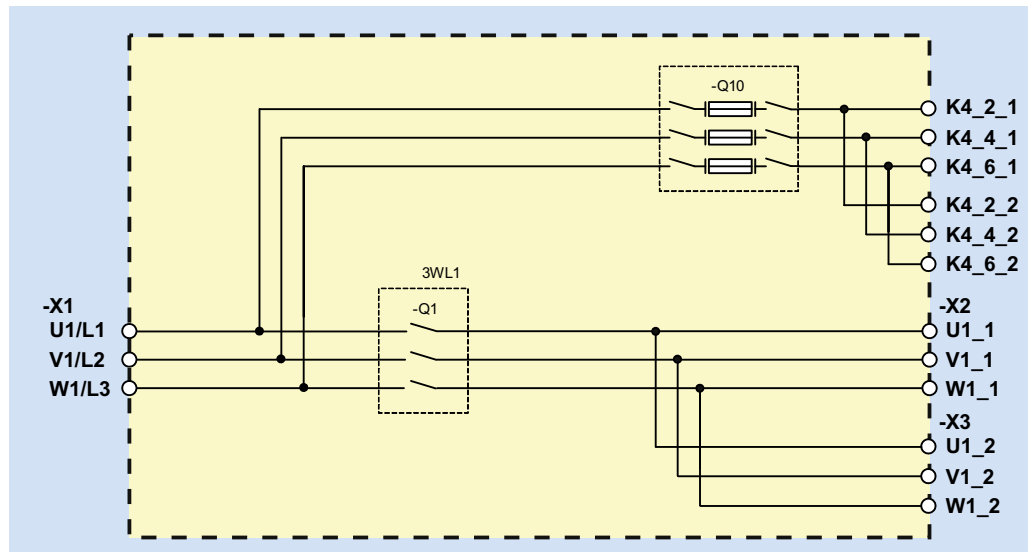 -Q10
K4_2_1
K4_4_1
K4_6_1
K4_2_2
K4_4_2
K4_6_2
3WL1
-Q1
-X1
U1/L1
V1/L2
W1/L3
-X2
U1_1
V1_1
W1_1
-X3
U1_2
V1_2
W1_2